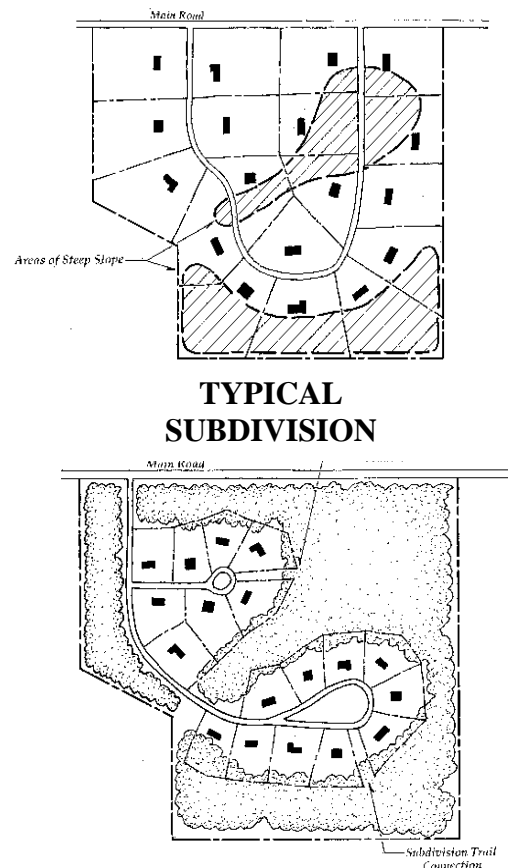 Main Road
Areas of Steep Slope
TYPICAL
SUBDIVISION
Main Road
Subdivision Trail
Connection